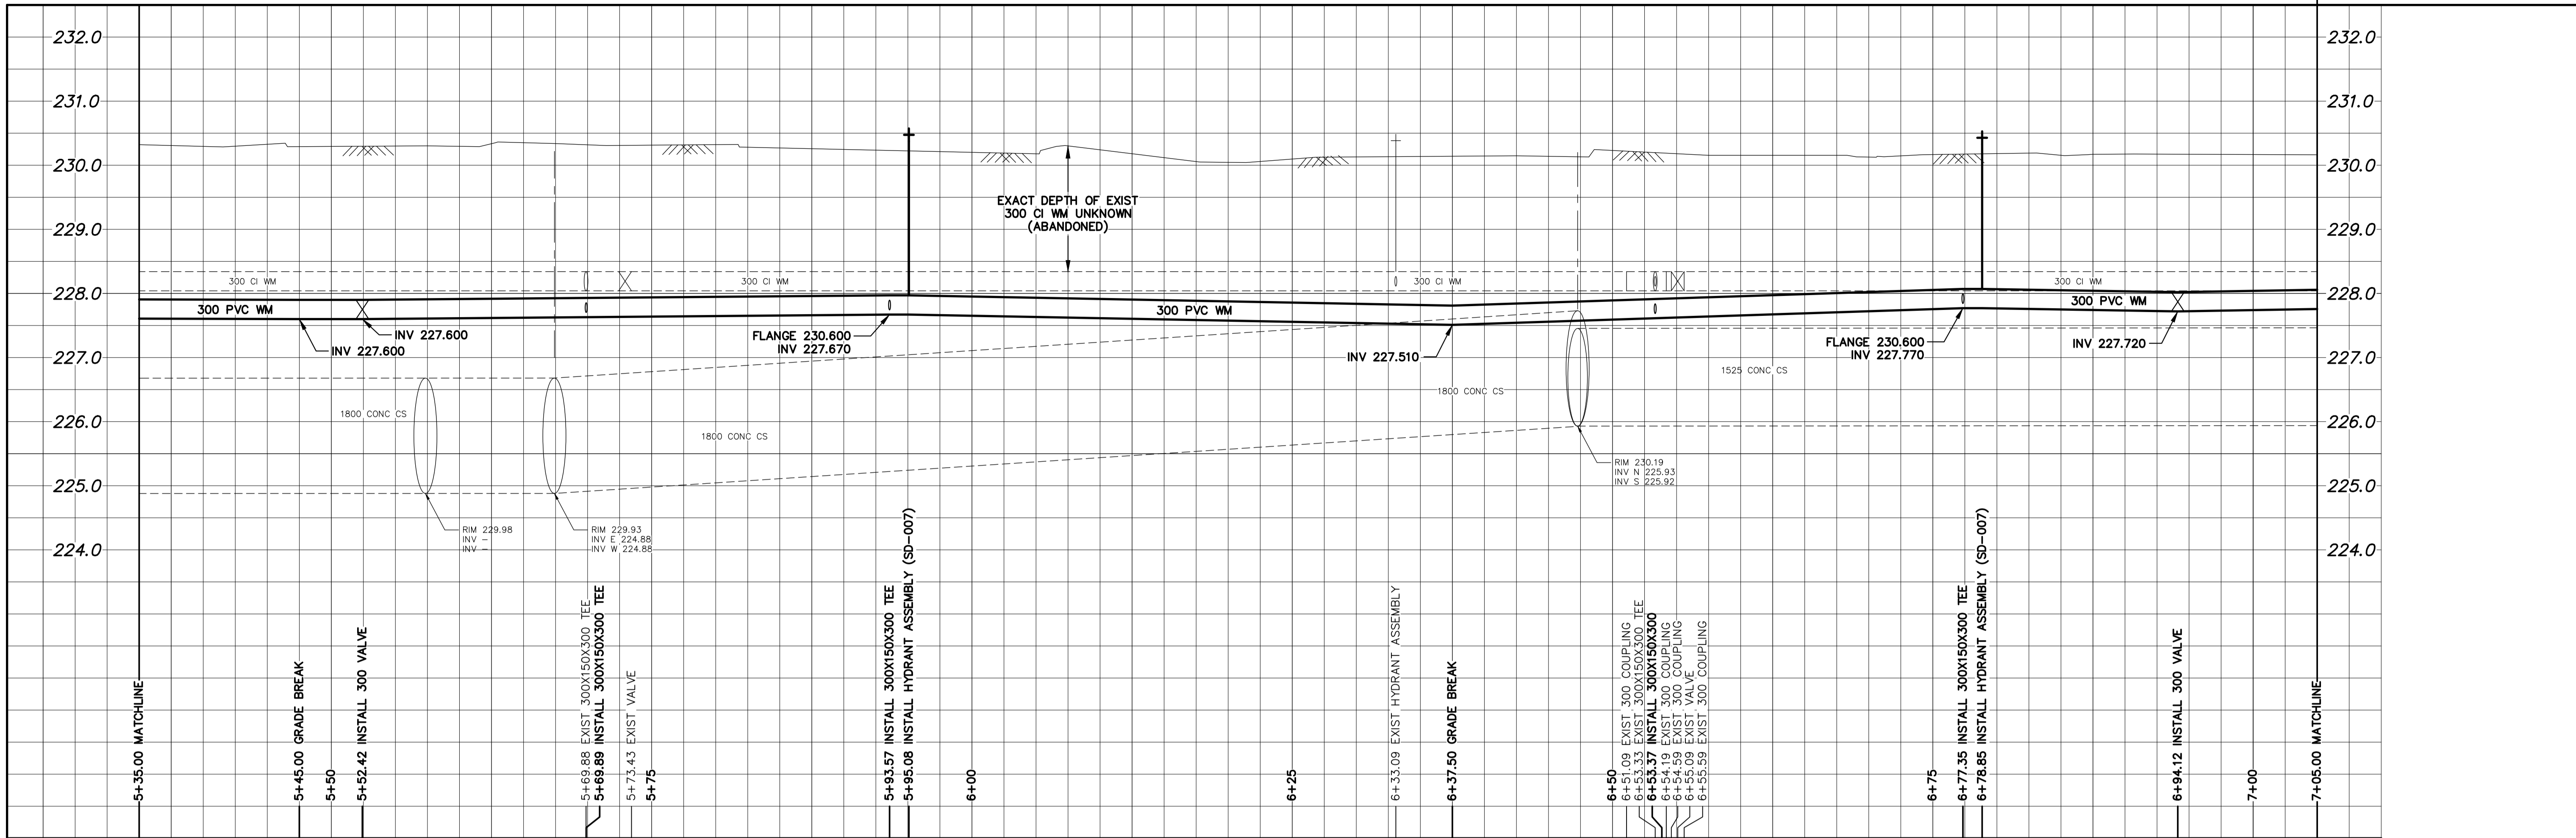 232.0
232.0
231.0
231.0
230.0
230.0
EXACT DEPTH OF EXIST
300 CI WM UNKNOWN
(ABANDONED)
229.0
229.0
300 CI WM
300 CI WM
300 CI WM
300 CI WM
228.0
228.0
300 PVC WM
300 PVC WM
300 PVC WM
INV 227.600
INV 227.600
FLANGE 230.600
INV 227.670
INV 227.510
FLANGE 230.600
INV 227.770
INV 227.720
227.0
227.0
1525 CONC CS
1800 CONC CS
1800 CONC CS
1800 CONC CS
226.0
226.0
RIM 230.19
INV N 225.93
INV S 225.92
225.0
225.0
RIM 229.98
INV -
INV -
RIM 229.93
INV E 224.88
INV W 224.88
224.0
224.0
5+35.00 MATCHLINE
5+45.00 GRADE BREAK
5+50
5+52.42 INSTALL 300 VALVE
5+69.88 EXIST 300X150X300 TEE
5+69.89 INSTALL 300X150X300 TEE
5+73.43 EXIST VALVE
5+75
5+93.57 INSTALL 300X150X300 TEE
5+95.08 INSTALL HYDRANT ASSEMBLY (SD-007)
6+00
6+25
6+33.09 EXIST HYDRANT ASSEMBLY
6+37.50 GRADE BREAK
6+50
6+51.09 EXIST 300 COUPLING
6+53.33 EXIST 300X150X300 TEE
6+53.37 INSTALL 300X150X300
6+54.19 EXIST 300 COUPLING
6+54.59 EXIST 300 COUPLING
6+55.09 EXIST VALVE
6+55.59 EXIST 300 COUPLING
6+75
6+77.35 INSTALL 300X150X300 TEE
6+78.85 INSTALL HYDRANT ASSEMBLY (SD-007)
6+94.12 INSTALL 300 VALVE
7+00
7+05.00 MATCHLINE